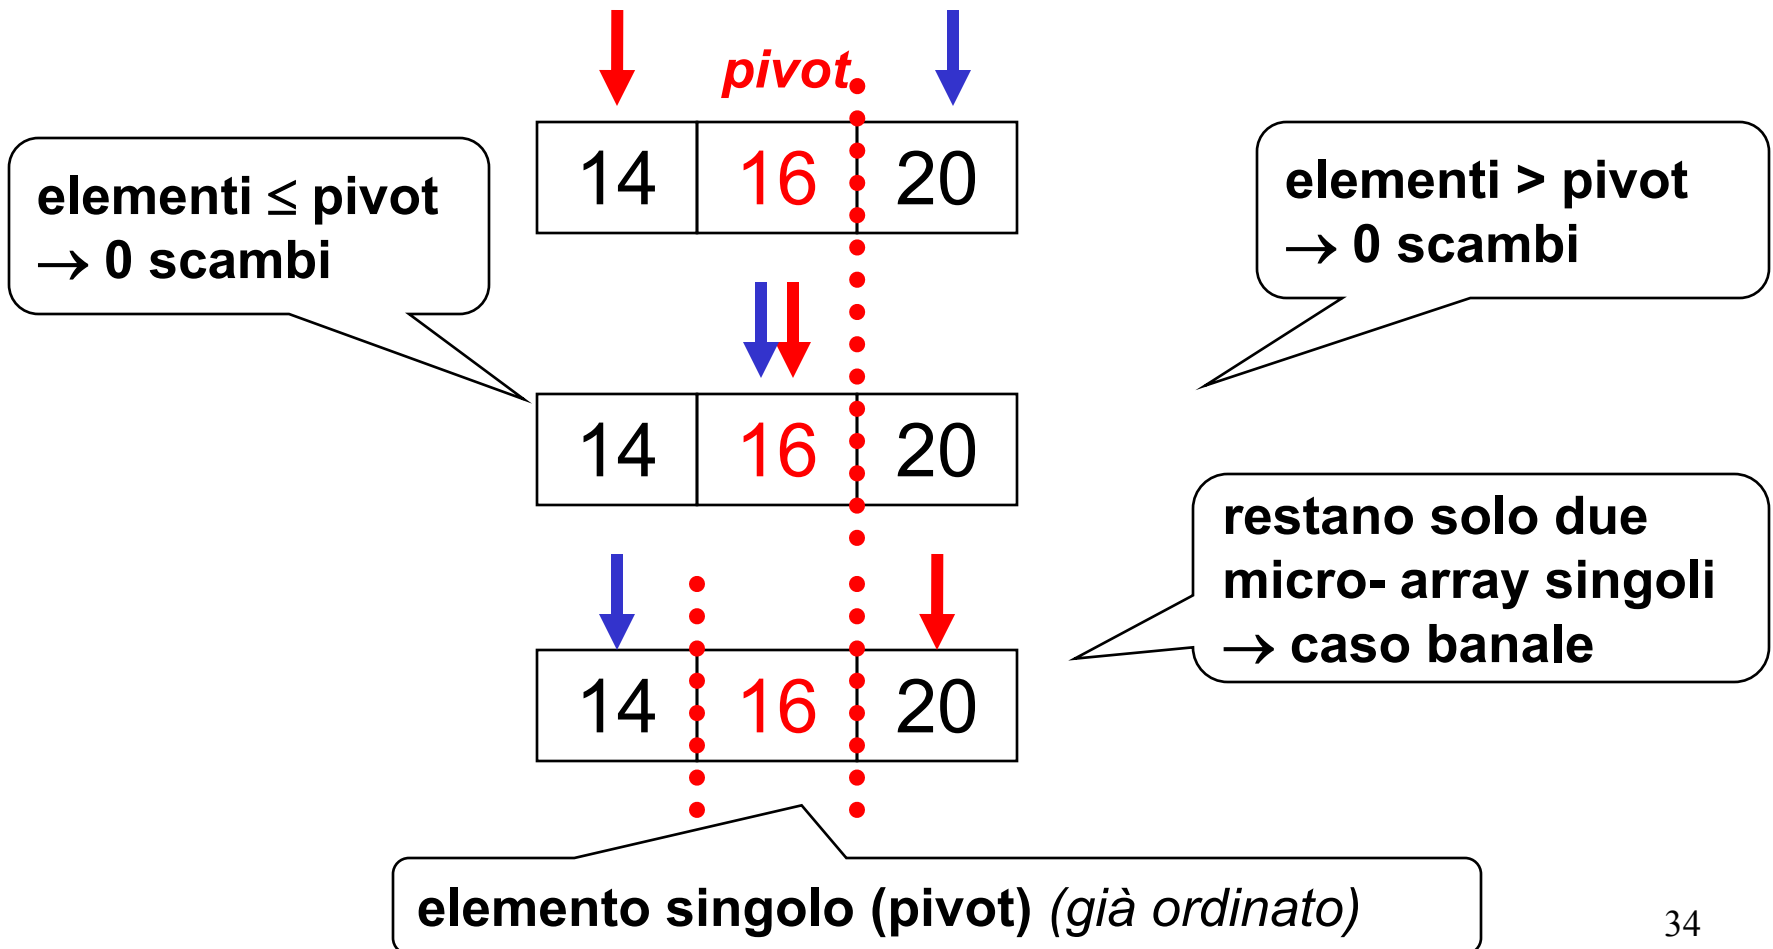 pivot
14 16 20
elementi ≤ pivot
→ 0 scambi
elementi > pivot
→ 0 scambi
14 16 20
restano solo due
micro- array singoli
→ caso banale
14 16 20
elemento singolo (pivot) (già ordinato)
34